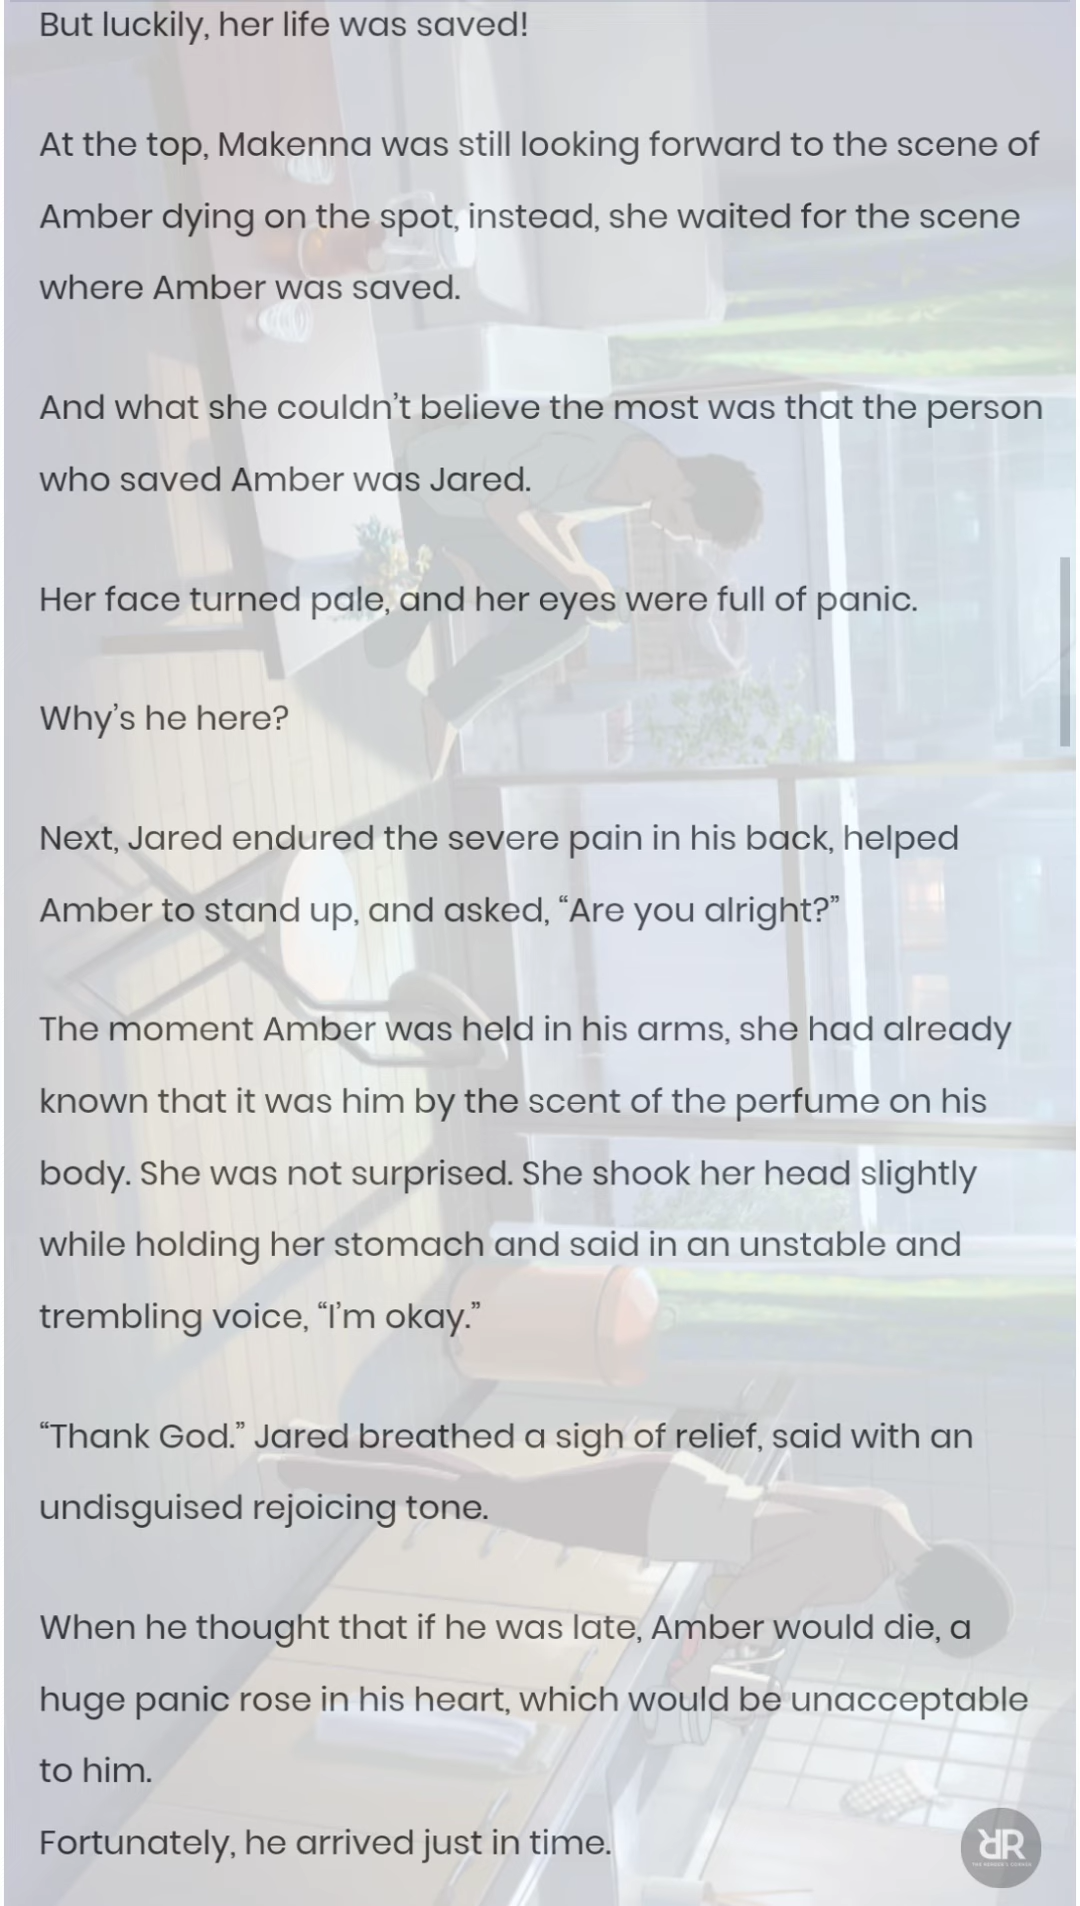 But luckily, her life was saved!
At the top, Makenna was still looking forward to the scene of
Amber dying on the spot, instead, she waited for the scene
where Amber was saved.
And what she couldn’t believe the most was that the person
who saved Amber was Jared.
Her face turned pale, and her eyes were full of panic.
Why’s he here?
Next, Jared endured the severe pain in his back, helped
Amber to stand up, and asked, “Are you alright?”
The moment Amber was held in his arms, she had already
known that it was him by the scent of the perfume on his
body. She was not surprised. She shook her head slightly
while holding her stomach and said in an unstable and
trembling voice, “I’m okay.”
“Thank God.” Jared breathed a sigh of relief, said with an
undisguised rejoicing tone.
When he thought that if he was late, Amber would die, a
huge panic rose in his heart, which would be unacceptable
to him.
Fortunately, he arrived just in time.